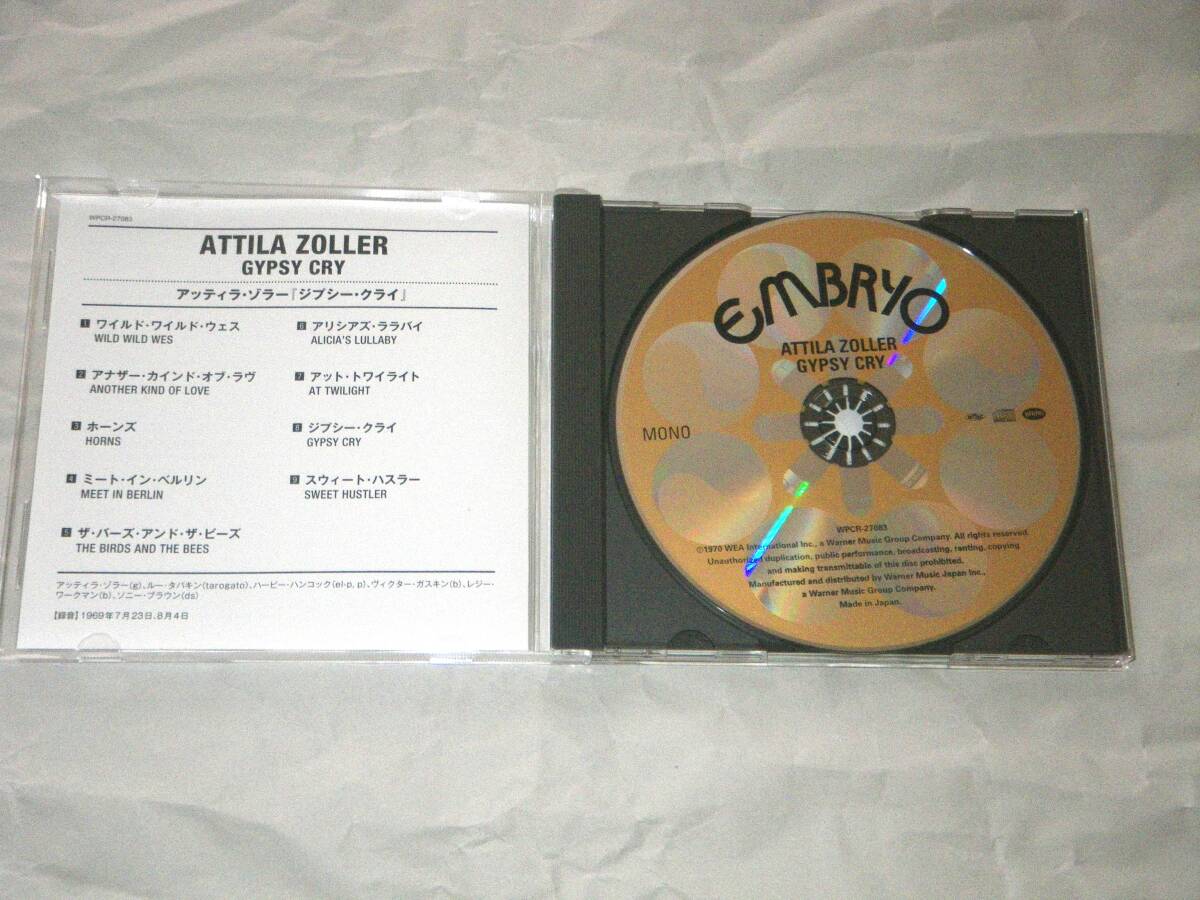 WPCR-27083
ATTILA ZOLLER
GYPSY CRY
アッティラ・ゾラー『ジプシー・クライ』
1 ワイルド・ワイルド・ウェス
WILD WILD WES
2 アナザー・カインド・オブ・ラヴ
ANOTHER KIND OF LOVE
3 ホーンズ
HORNS
4 ミート・イン・ベルリン
MEET IN BERLIN
5 ザ・バーズ・アンド・ザ・ビーズ
THE BIRDS AND THE BEES
6 アリシアズ・ララバイ
ALICIA'S LULLABY
7 アット・トワイライト
AT TWILIGHT
8 ジプシー・クライ
GYPSY CRY
9 スウィート・ハスラー
SWEET HUSTLER
アッティラ・ゾラー(g)、ルー・タバキン(tarogato)、ハービー・ハンコック(el-p, p)、ヴィクター・ガスキン(b)、レジー・
ワークマン(b)、ソニー・ブラウン(ds)
【録音】1969年7月23日、8月4日
EMBRYO
ATTILA ZOLLER
GYPSY CRY
MONO
WPCR-27083
℗1970 WEA International Inc., a Warner Music Group Company. All rights reserved.
Unauthorized duplication, public performance, broadcasting, renting, copying
and making transmittable of this disc prohibited.
Manufactured and distributed by Warner Music Japan Inc.,
a Warner Music Group Company.
Made in Japan.